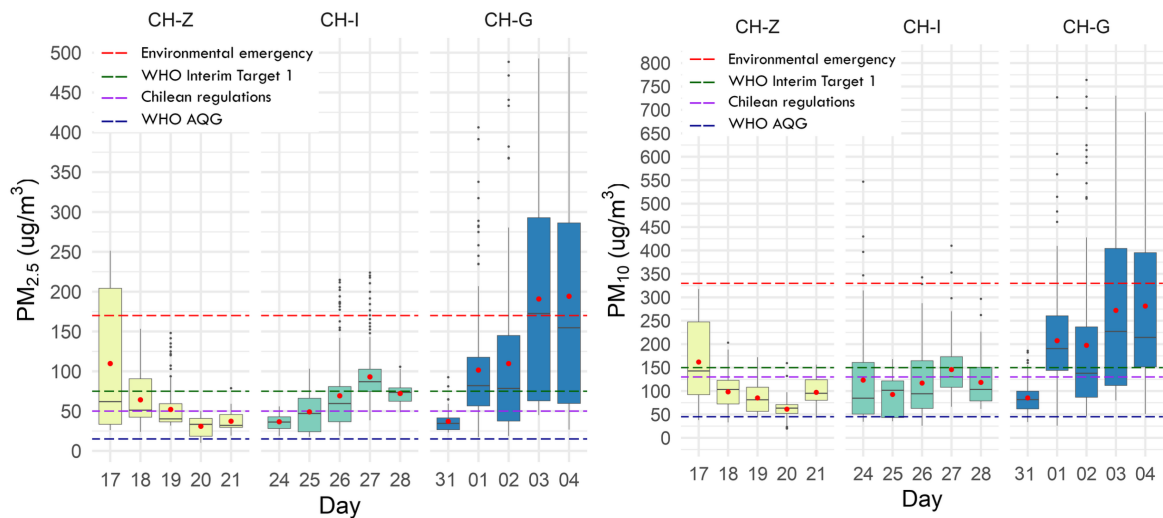 CH-Z CH-I CH-G
Environmental emergency
WHO Interim Target 1
Chilean regulations
WHO AQG
500
450
400
350
300
250
200
150
100
50
0
PM2.5 (ug/m3)
17 18 19 20 21 24 25 26 27 28 31 01 02 03 04
Day
CH-Z CH-I CH-G
Environmental emergency
WHO Interim Target 1
Chilean regulations
WHO AQG
800
750
700
650
600
550
500
450
400
350
300
250
200
150
100
50
0
PM10 (ug/m3)
17 18 19 20 21 24 25 26 27 28 31 01 02 03 04
Day